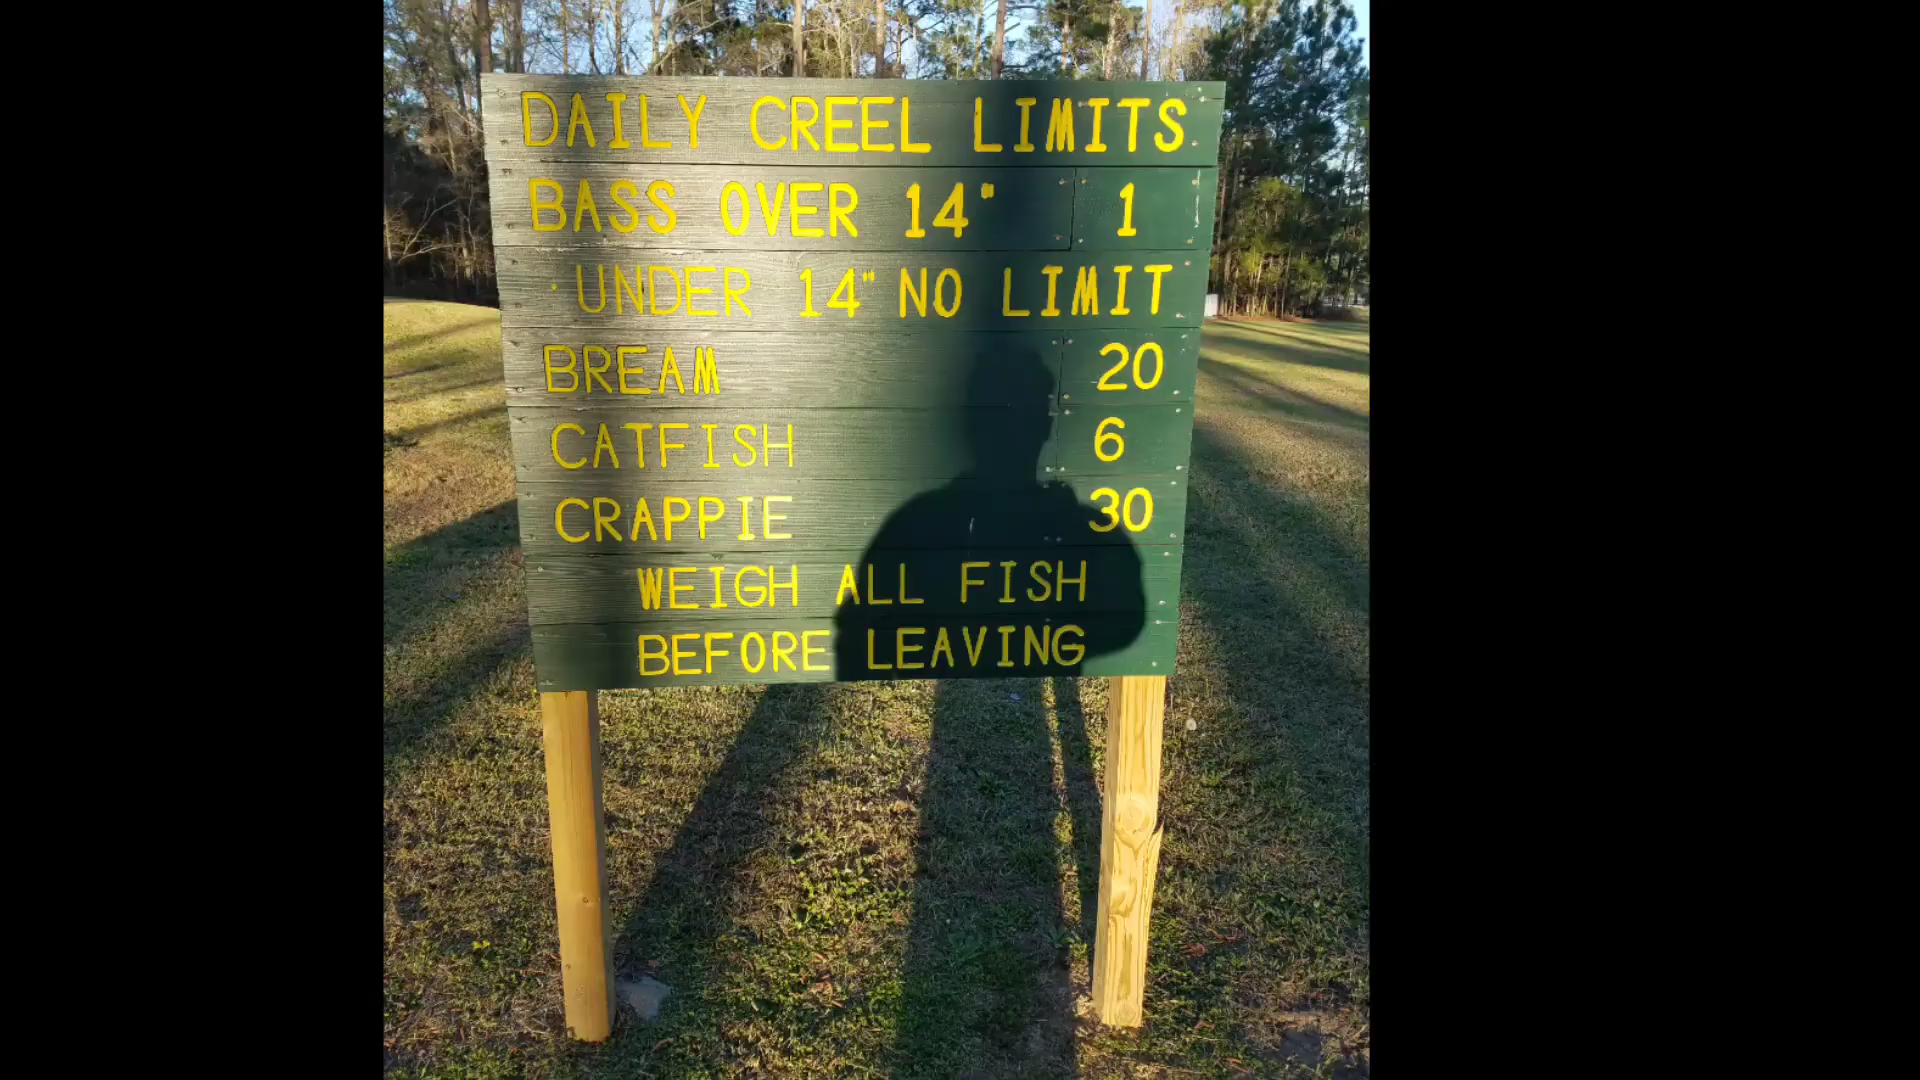 DAILY CREEL LIMITS
BASS OVER 14" 1
UNDER 14" NO LIMIT
BREAM 20
CATFISH 6
CRAPPIE 30
WEIGH ALL FISH
BEFORE LEAVING